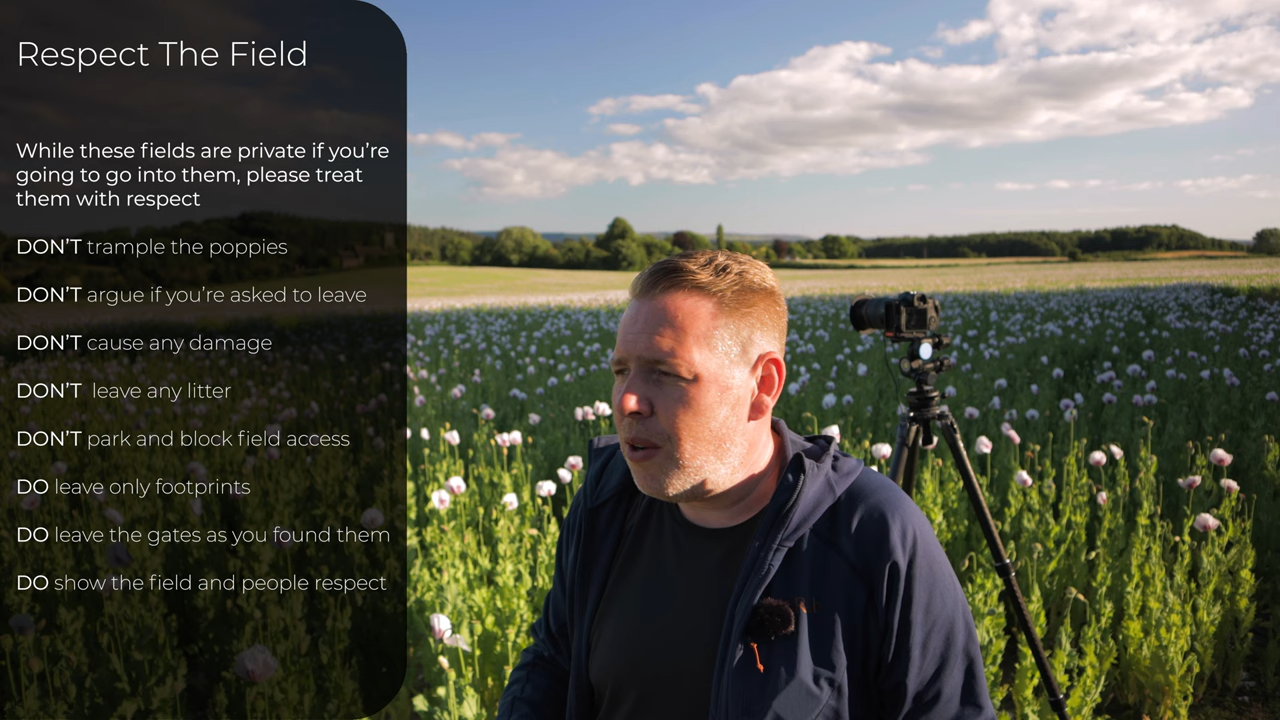 Respect The Field
While these fields are private if you're
going to go into them, please treat
them with respect
DON'T trample the poppies
DON'T argue if you're asked to leave
DON'T cause any damage
DON'T leave any litter
DON'T park and block field access
DO leave only footprints
DO leave the gates as you found them
DO show the field and people respect